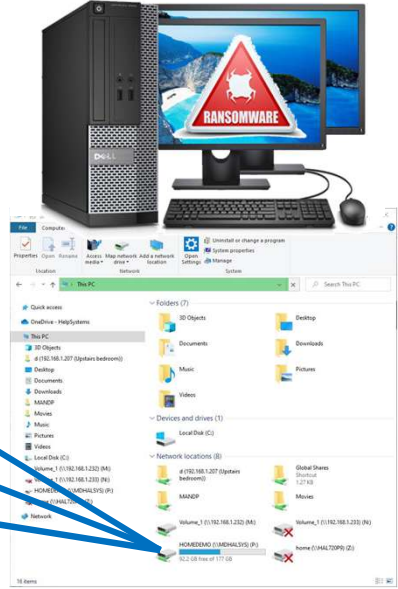 DELL
RANSOMWARE
File Computer
Properties Open Rename Access media Map network drive Add a network location Open Settings Uninstall or change a program
System properties
Manage
Location Network System
This PC
Search This PC
Quick access
OneDrive - HelpSystems
This PC
3D Objects
d (192.168.1.207 (Upstairs bedroom))
Desktop
Documents
Downloads
MANDP
Movies
Music
Pictures
Videos
Local Disk (C:)
Volume_1 (\\192.168.1.232) (M:)
Volume_1 (\\192.168.1.233) (N:)
HOMEDEMO (\\MDHALSYS) (P:)
Network
Folders (7)
3D Objects
Desktop
Documents
Downloads
Music
Pictures
Videos
Devices and drives (1)
Local Disk (C:)
Network locations (8)
d (192.168.1.207 (Upstairs bedroom))
Global Shares
Shortcut
1.27 KB
MANDP
Movies
Volume_1 (\\192.168.1.232) (M:)
Volume_1 (\\192.168.1.233) (N:)
HOMEDEMO (\\MDHALSYS) (P:)
92.2 GB free of 177 GB
home (\\HAL720P9) (Z:)
18 items